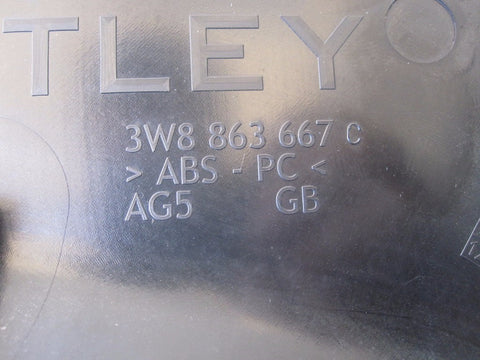 TLEY
3W8 863 667 C
> ABS - PC <
AG5 GB